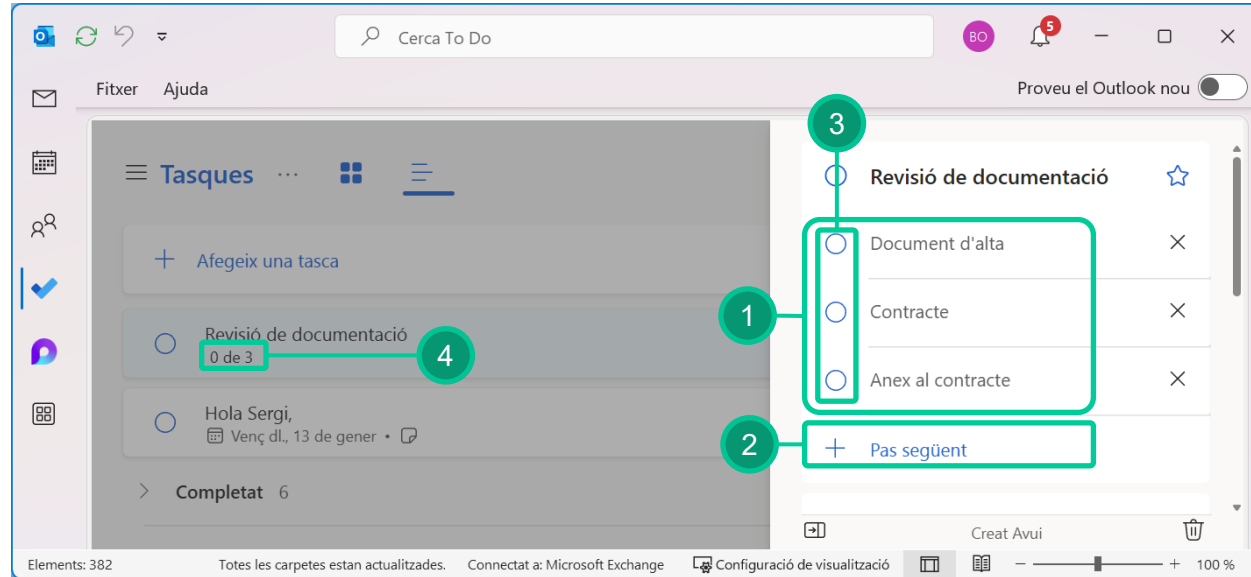 Cerca To Do
BO
5
Fitxer Ajuda
Proveu el Outlook nou
3
Tasques ...
Afegeix una tasca
Revisió de documentació
0 de 3
4
Hola Sergi,
Venç dl., 13 de gener •
Completat 6
Revisió de documentació
Document d'alta
1
Contracte
Anex al contracte
2
Pas següent
Creat Avui
Elements: 382
Totes les carpetes estan actualitzades.
Connectat a: Microsoft Exchange
Configuració de visualització
100 %